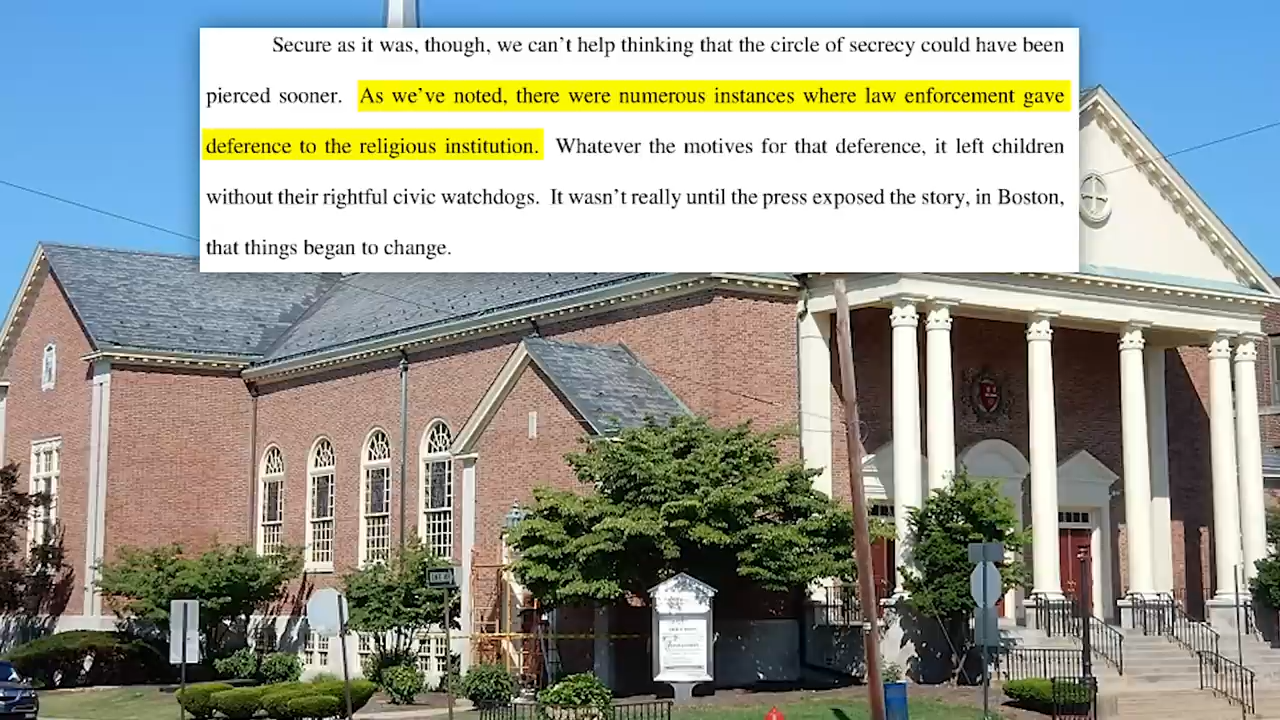 Secure as it was, though, we can’t help thinking that the circle of secrecy could have been
pierced sooner. As we’ve noted, there were numerous instances where law enforcement gave
deference to the religious institution. Whatever the motives for that deference, it left children
without their rightful civic watchdogs. It wasn’t really until the press exposed the story, in Boston,
that things began to change.